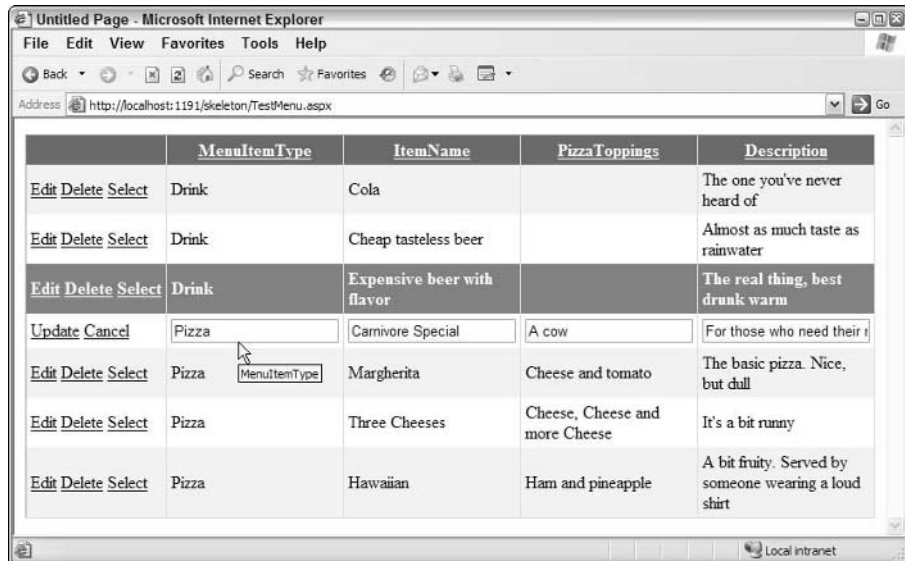 Untitled Page - Microsoft Internet Explorer
File Edit View Favorites Tools Help
Back Search Favorites
Address http://localhost:1191/skeleton/TestMenu.aspx Go
MenuItemType ItemName PizzaToppings Description
Edit Delete Select Drink Cola The one you've never
heard of
Edit Delete Select Drink Cheap tasteless beer Almost as much taste as
rainwater
Edit Delete Select Drink Expensive beer with
flavor
The real thing, best
drunk warm
Update Cancel Pizza Carnivore Special A cow For those who need their
MenuItemType
Edit Delete Select Pizza Margherita Cheese and tomato The basic pizza. Nice,
but dull
Edit Delete Select Pizza Three Cheeses Cheese, Cheese and
more Cheese
It's a bit runny
Edit Delete Select Pizza Hawaiian Ham and pineapple A bit fruity. Served by
someone wearing a loud
shirt
Local intranet